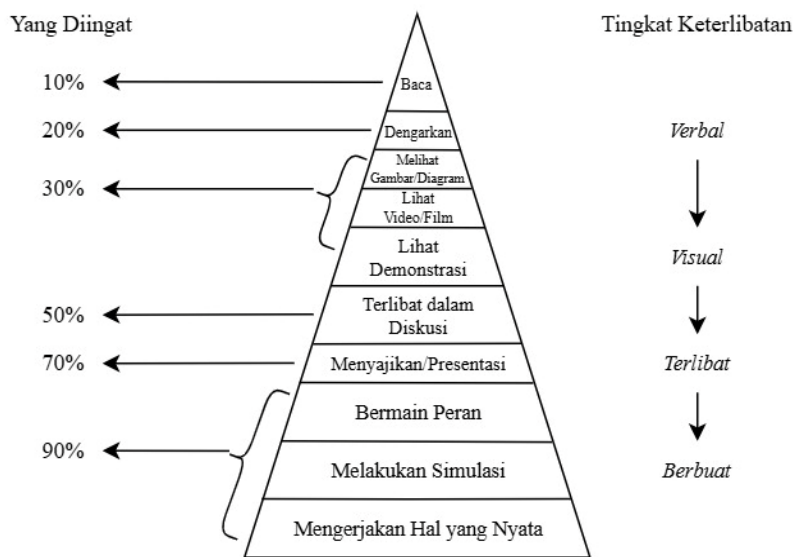 Yang Diingat
Tingkat Keterlibatan
10%
Baca
20%
Dengarkan
Verbal
30%
Melihat
Gambar/Diagram
Lihat
Video/Film
Lihat
Demonstrasi
Visual
50%
Terlibat dalam
Diskusi
70%
Menyajikan/Presentasi
Terlibat
90%
Bermain Peran
Melakukan Simulasi
Berbuat
Mengerjakan Hal yang Nyata